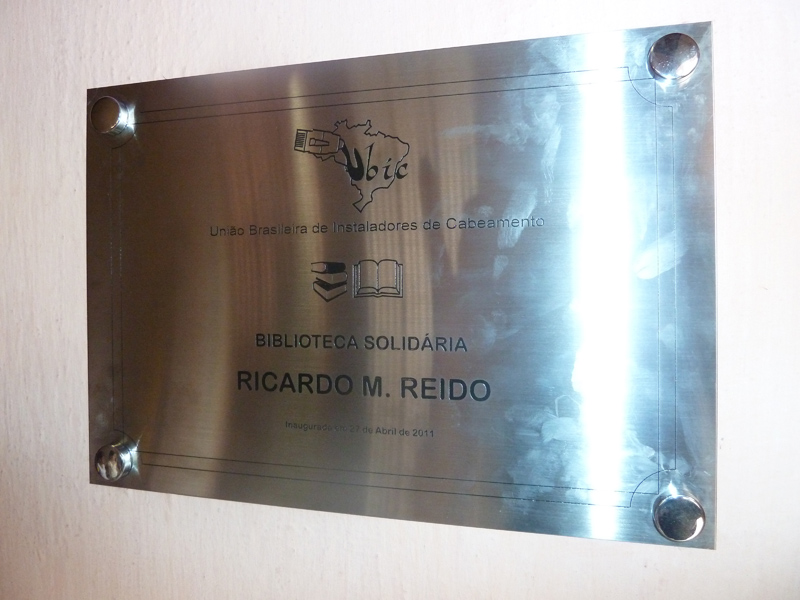 Ubic
União Brasileira de Instaladores de Cabeamento
BIBLIOTECA SOLIDÁRIA
RICARDO M. REIDO
Inaugurada em 27 de Abril de 2011